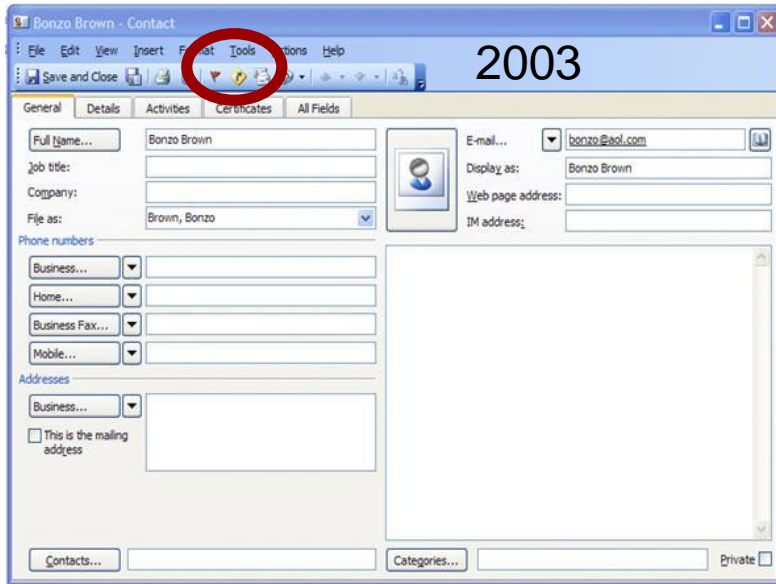 Bonzo Brown - Contact
File Edit View Insert Format Tools Actions Help
2003
Save and Close
General Details Activities Certificates All Fields
Full Name... Bonzo Brown
Job title:
Company:
File as: Brown, Bonzo
E-mail... bonzo@aol.com
Display as: Bonzo Brown
Web page address:
IM address:
Phone numbers
Business...
Home...
Business Fax...
Mobile...
Addresses
Business...
This is the mailing
address
Contacts... Categories... Private